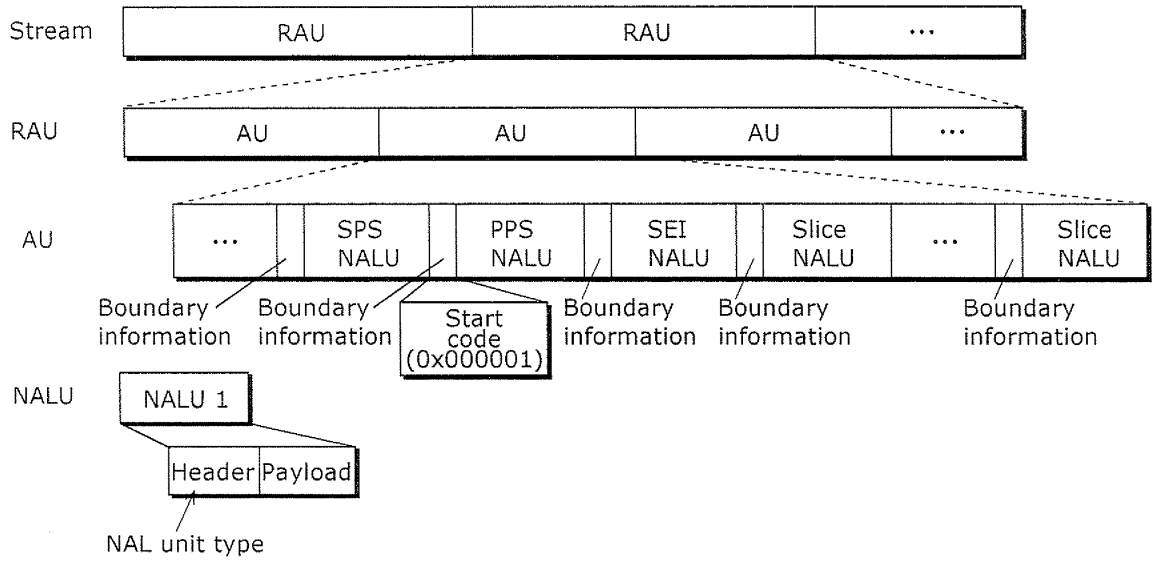 Stream RAU RAU ...
RAU AU AU AU ...
AU ... SPS NALU PPS NALU SEI NALU Slice NALU ... Slice NALU
Boundary information Boundary information Boundary information Boundary information Boundary information
Start
code
(0x000001)
NALU NALU 1
Header Payload
NAL unit type